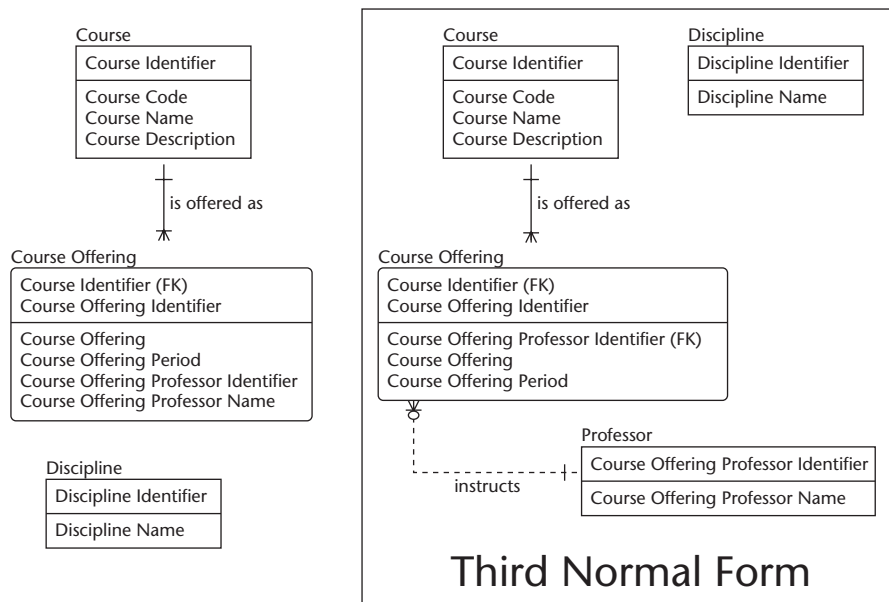 Course
Course Identifier
Course Code
Course Name
Course Description
is offered as
Course Offering
Course Identifier (FK)
Course Offering Identifier
Course Offering
Course Offering Period
Course Offering Professor Identifier
Course Offering Professor Name
Discipline
Discipline Identifier
Discipline Name
Course
Course Identifier
Course Code
Course Name
Course Description
Discipline
Discipline Identifier
Discipline Name
is offered as
Course Offering
Course Identifier (FK)
Course Offering Identifier
Course Offering Professor Identifier (FK)
Course Offering
Course Offering Period
Professor
Course Offering Professor Identifier
Course Offering Professor Name
instructs
Third Normal Form